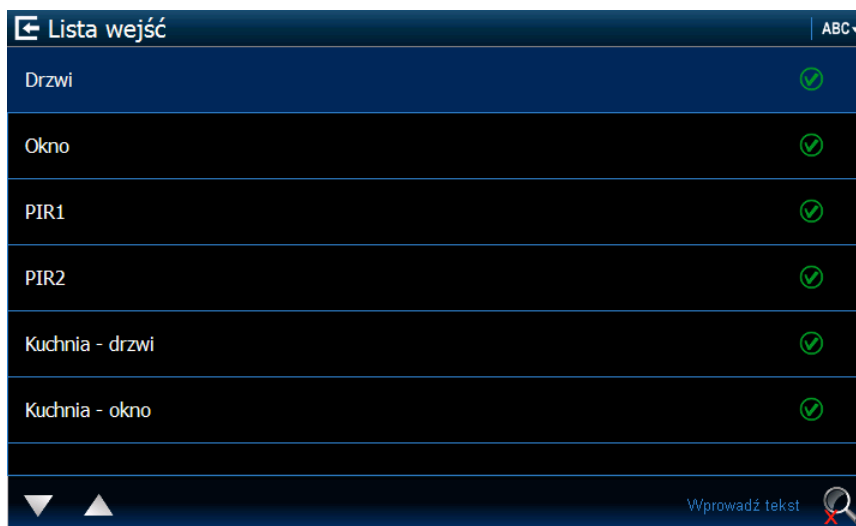 Lista wejść
ABC
Drzwi
Okno
PIR1
PIR2
Kuchnia - drzwi
Kuchnia - okno
Wprowadź tekst